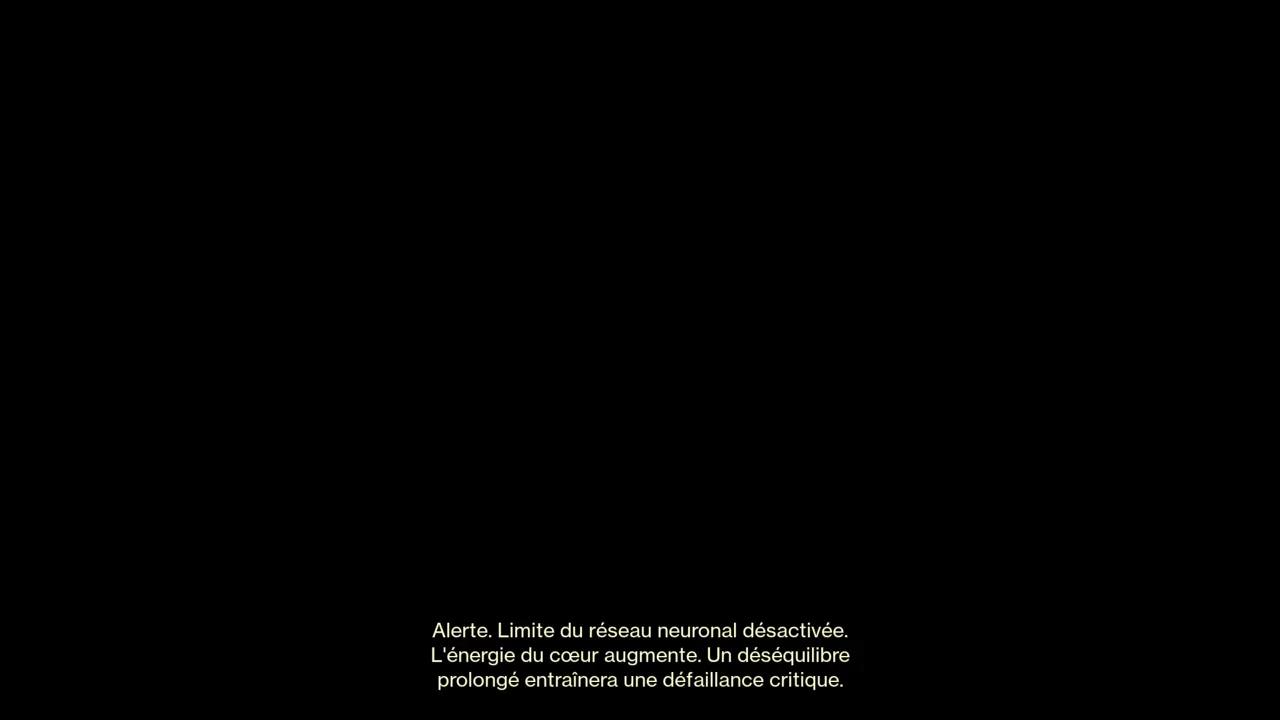 Alerte. Limite du réseau neuronal désactivée.
L'énergie du cœur augmente. Un déséquilibre
prolongé entraînera une défaillance critique.